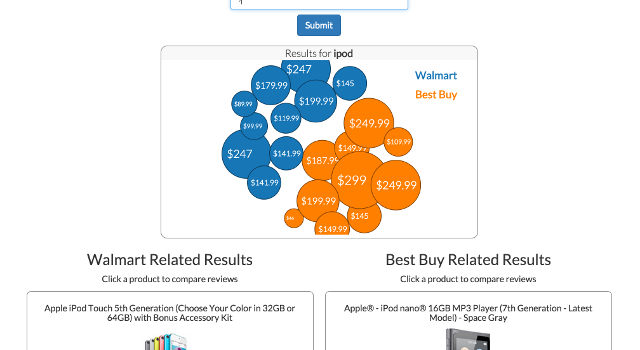 Submit
Results for ipod
$247
$179.99
$145
Walmart
Best Buy
$89.99
$199.99
$119.99
$99.99
$249.99
$109.99
$247
$141.99
$149.99
$187.99
$141.99
$299
$249.99
$199.99
$145
$149.99
Walmart Related Results
Best Buy Related Results
Click a product to compare reviews
Click a product to compare reviews
Apple iPod Touch 5th Generation (Choose Your Color in 32GB or
64GB) with Bonus Accessory Kit
Apple® - iPod nano® 16GB MP3 Player (7th Generation - Latest
Model) - Space Gray